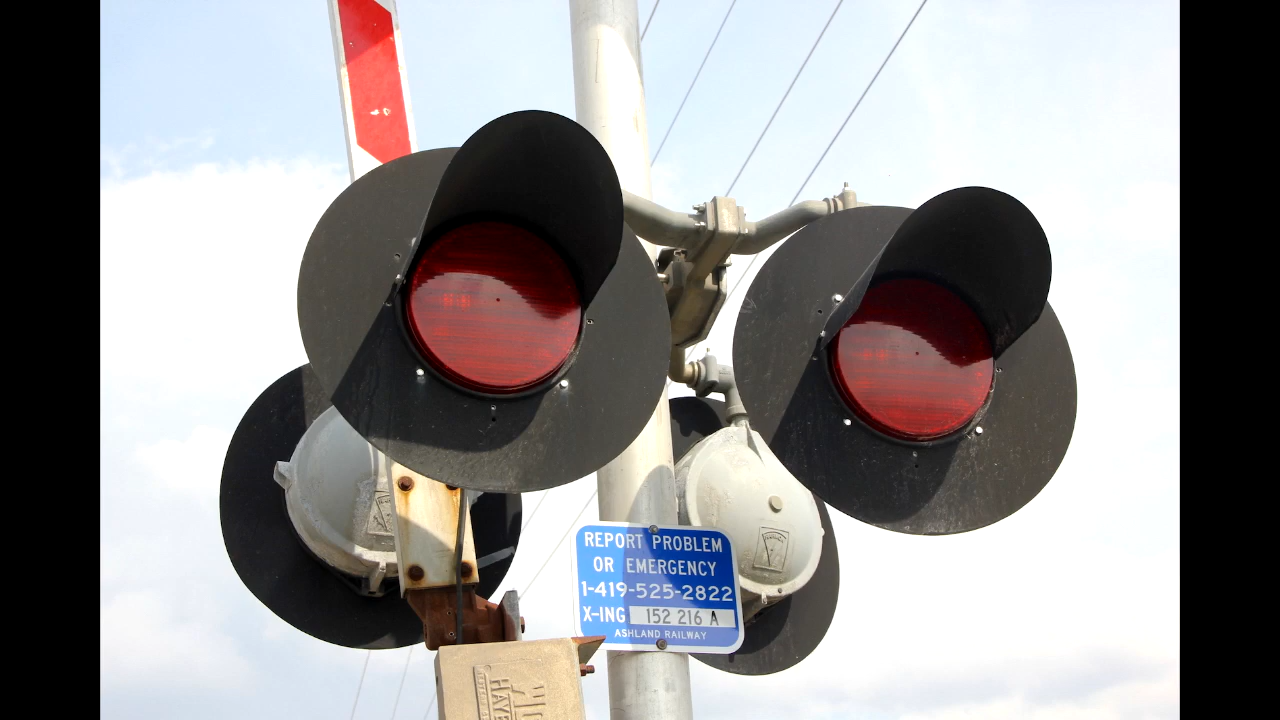 REPORT PROBLEM
OR EMERGENCY
1-419-525-2822
X-ING 152 216 A
ASHLAND RAILWAY